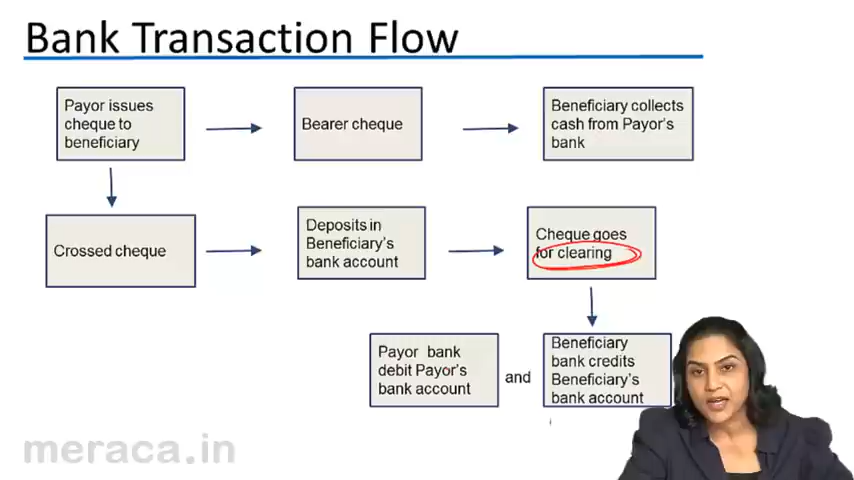 Bank Transaction Flow
Payor issues
cheque to
beneficiary
Bearer cheque
Beneficiary collects
cash from Payor's
bank
Crossed cheque
Deposits in
Beneficiary's
bank account
Cheque goes
for clearing
Payor bank
debit Payor's
bank account
and
Beneficiary
bank credits
Beneficiary's
bank account
meraca.in